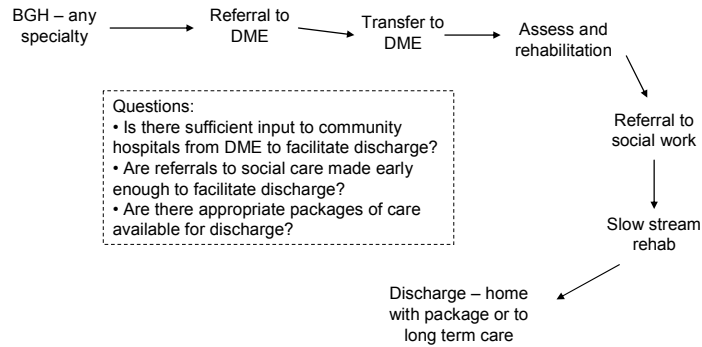 BGH – any
specialty
Referral to
DME
Transfer to
DME
Assess and
rehabilitation
Referral to
social work
Slow stream
rehab
Discharge – home
with package or to
long term care
Questions:
• Is there sufficient input to community
hospitals from DME to facilitate discharge?
• Are referrals to social care made early
enough to facilitate discharge?
• Are there appropriate packages of care
available for discharge?